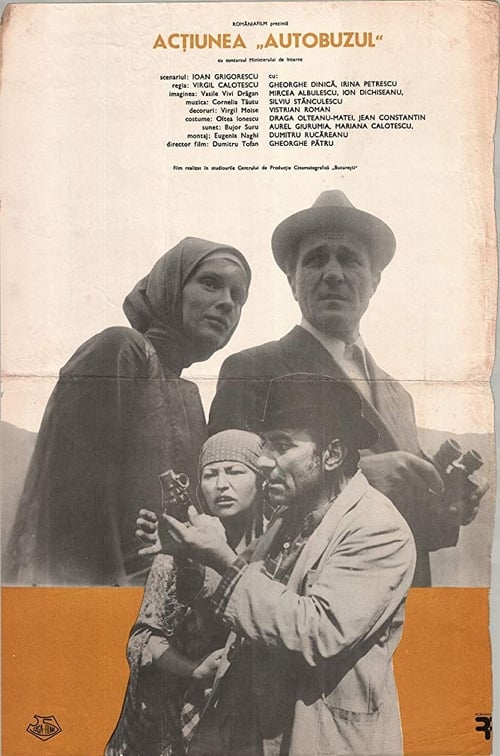 ROMÂNIAFILM prezintă
ACȚIUNEA „AUTOBUZUL"
cu concursul Ministerului de Interne
scenariul: IOAN GRIGORESCU
regia: VIRGIL CALOTESCU
imaginea: Vasile Vivi Drăgan
muzica: Cornelia Tăutu
decoruri: Virgil Moise
costume: Oltea Ionescu
sunet: Bujor Suru
montaj: Eugenia Naghi
director film: Dumitru Tofan
cu:
GHEORGHE DINICĂ, IRINA PETRESCU
MIRCEA ALBULESCU, ION DICHISEANU,
SILVIU STĂNCULESCU
VISTRIAN ROMAN
DRAGA OLTEANU-MATEI, JEAN CONSTANTIN
AUREL GIURUMIA, MARIANA CALOTESCU,
DUMITRU RUCĂREANU
GHEORGHE PĂTRU
Film realizat în studiourile Centrului de Producție Cinematografică „București"